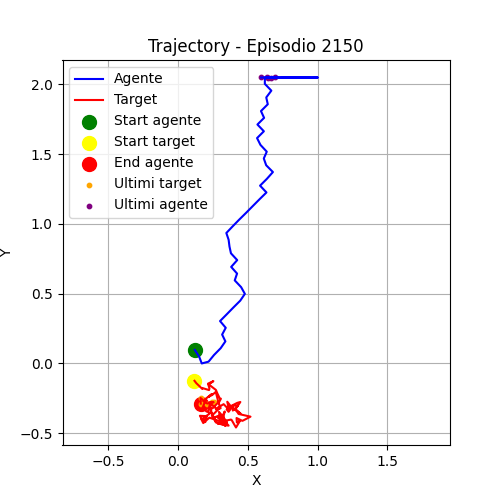 Trajectory - Episodio 2150
Agente
Target
Start agente
Start target
End agente
Ultimi target
Ultimi agente
2.0
1.5
1.0
0.5
0.0
−0.5
Y
−0.5
0.0
0.5
1.0
1.5
X